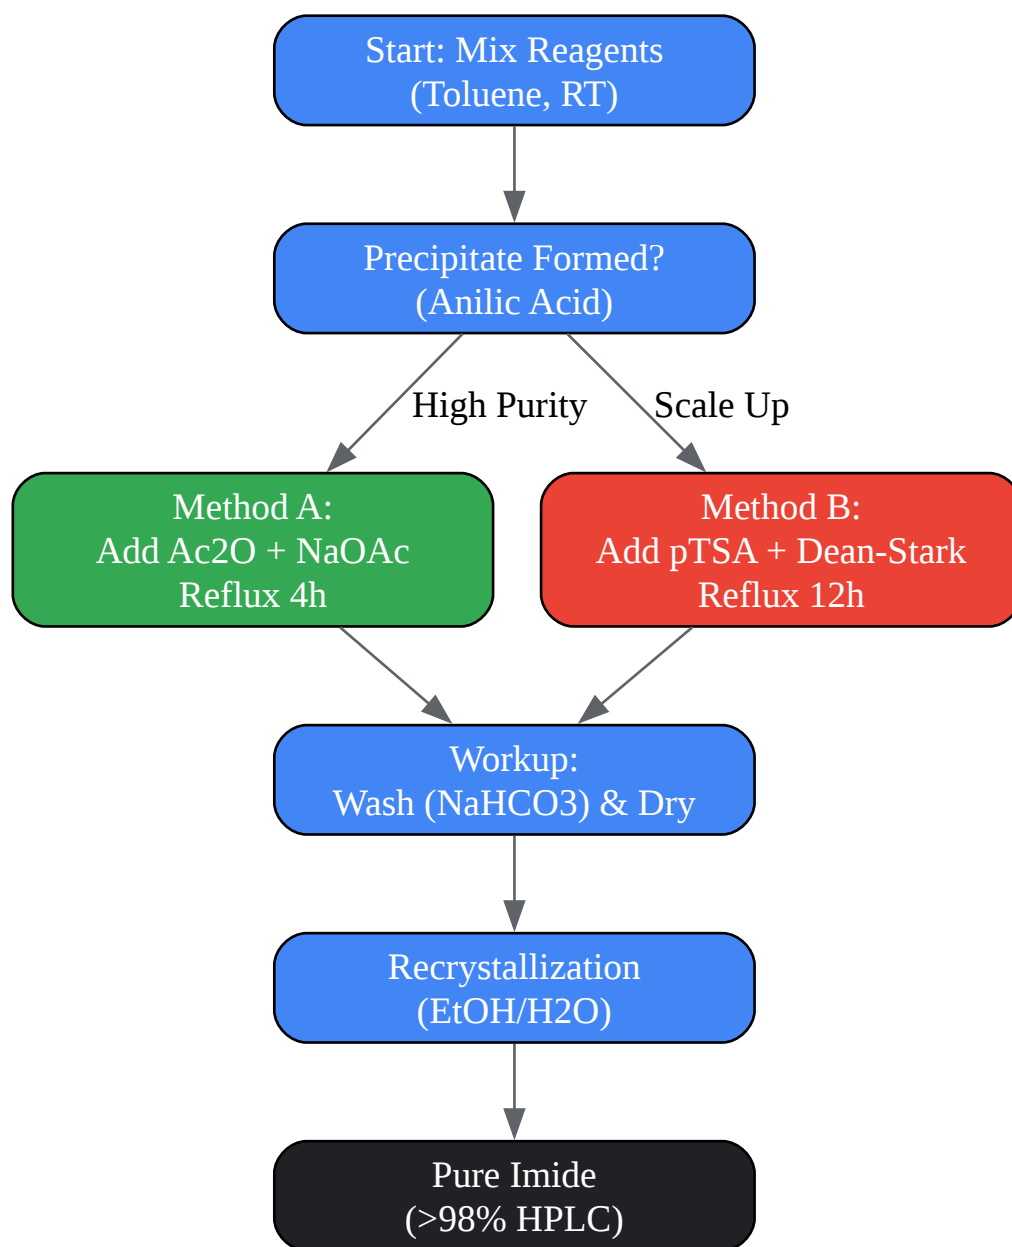 Start: Mix Reagents
(Toluene, RT)
Precipitate Formed?
(Anilic Acid)
High Purity
Scale Up
Method A:
Add Ac2O + NaOAc
Reflux 4h
Method B:
Add pTSA + Dean-Stark
Reflux 12h
Workup:
Wash (NaHCO3) & Dry
Recrystallization
(EtOH/H2O)
Pure Imide
(>98% HPLC)